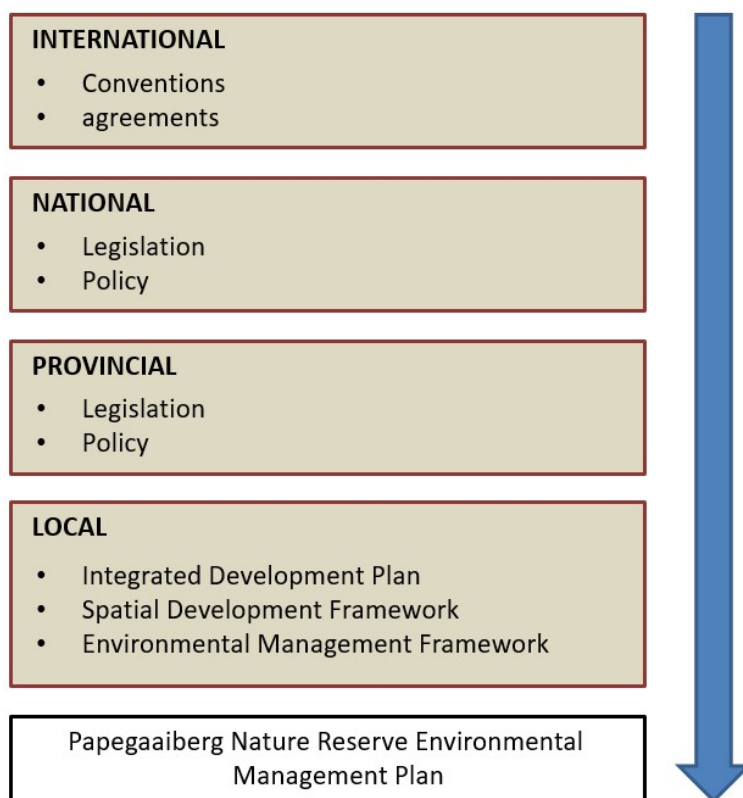 INTERNATIONAL
• Conventions
• agreements
NATIONAL
• Legislation
• Policy
PROVINCIAL
• Legislation
• Policy
LOCAL
• Integrated Development Plan
• Spatial Development Framework
• Environmental Management Framework
Papegaaiberg Nature Reserve Environmental
Management Plan